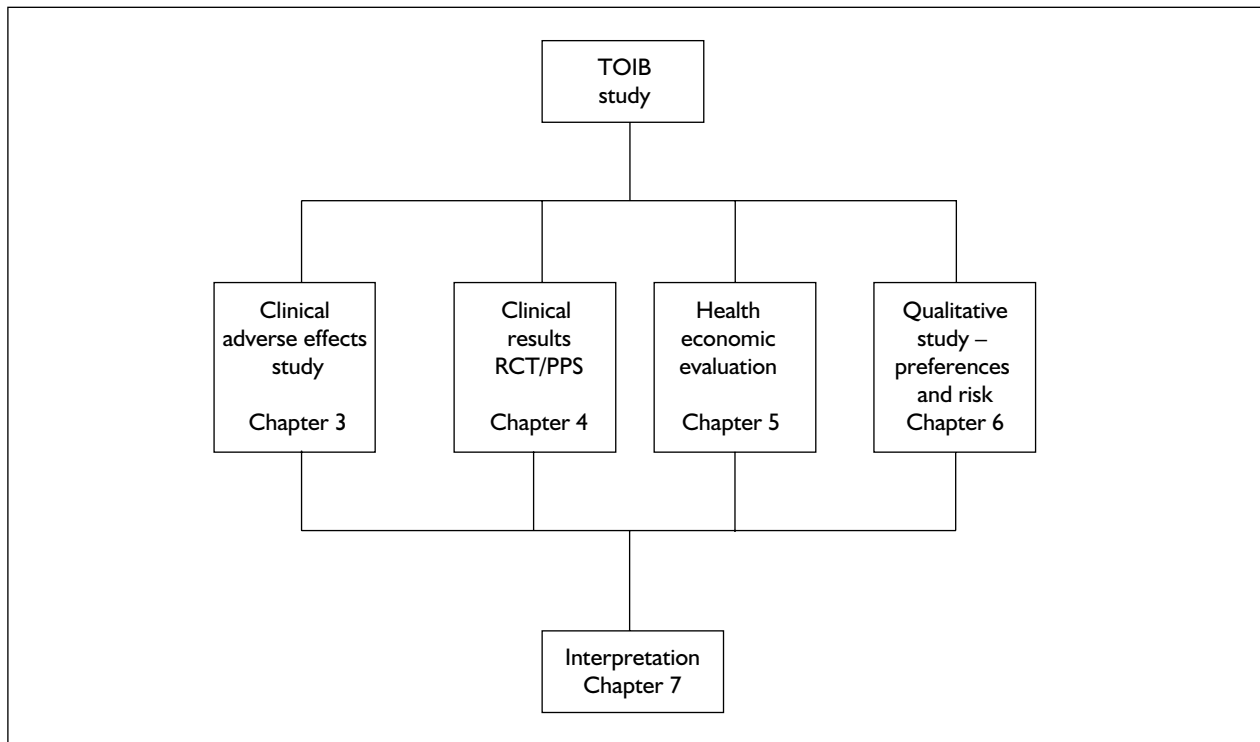 TOIB
study
Clinical
adverse effects
study
Chapter 3
Clinical
results
RCT/PPS
Chapter 4
Health
economic
evaluation
Chapter 5
Qualitative
study –
preferences
and risk
Chapter 6
Interpretation
Chapter 7